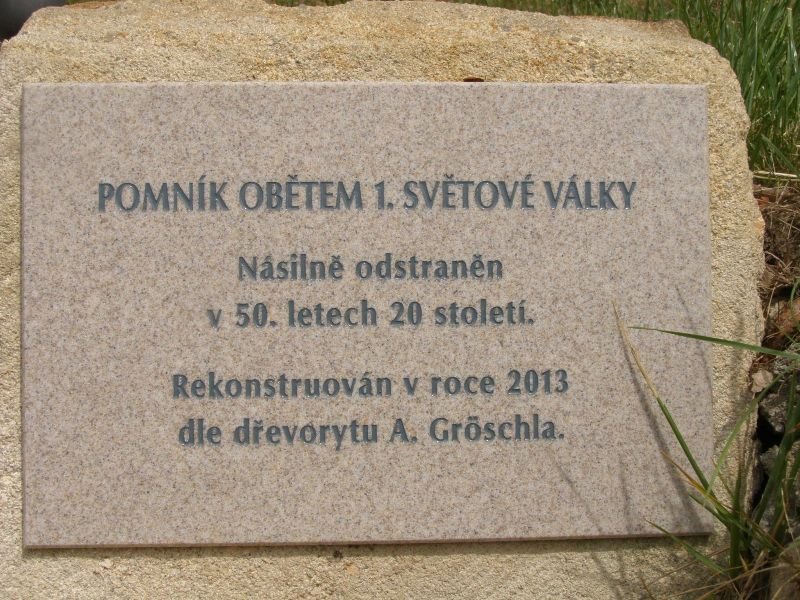 POMNÍK OBĚTEM 1. SVĚTOVÉ VÁLKY
Násilně odstraněn
v 50. letech 20 století.
Rekonstruován v roce 2013
dle dřevorytu A. Gröschla.